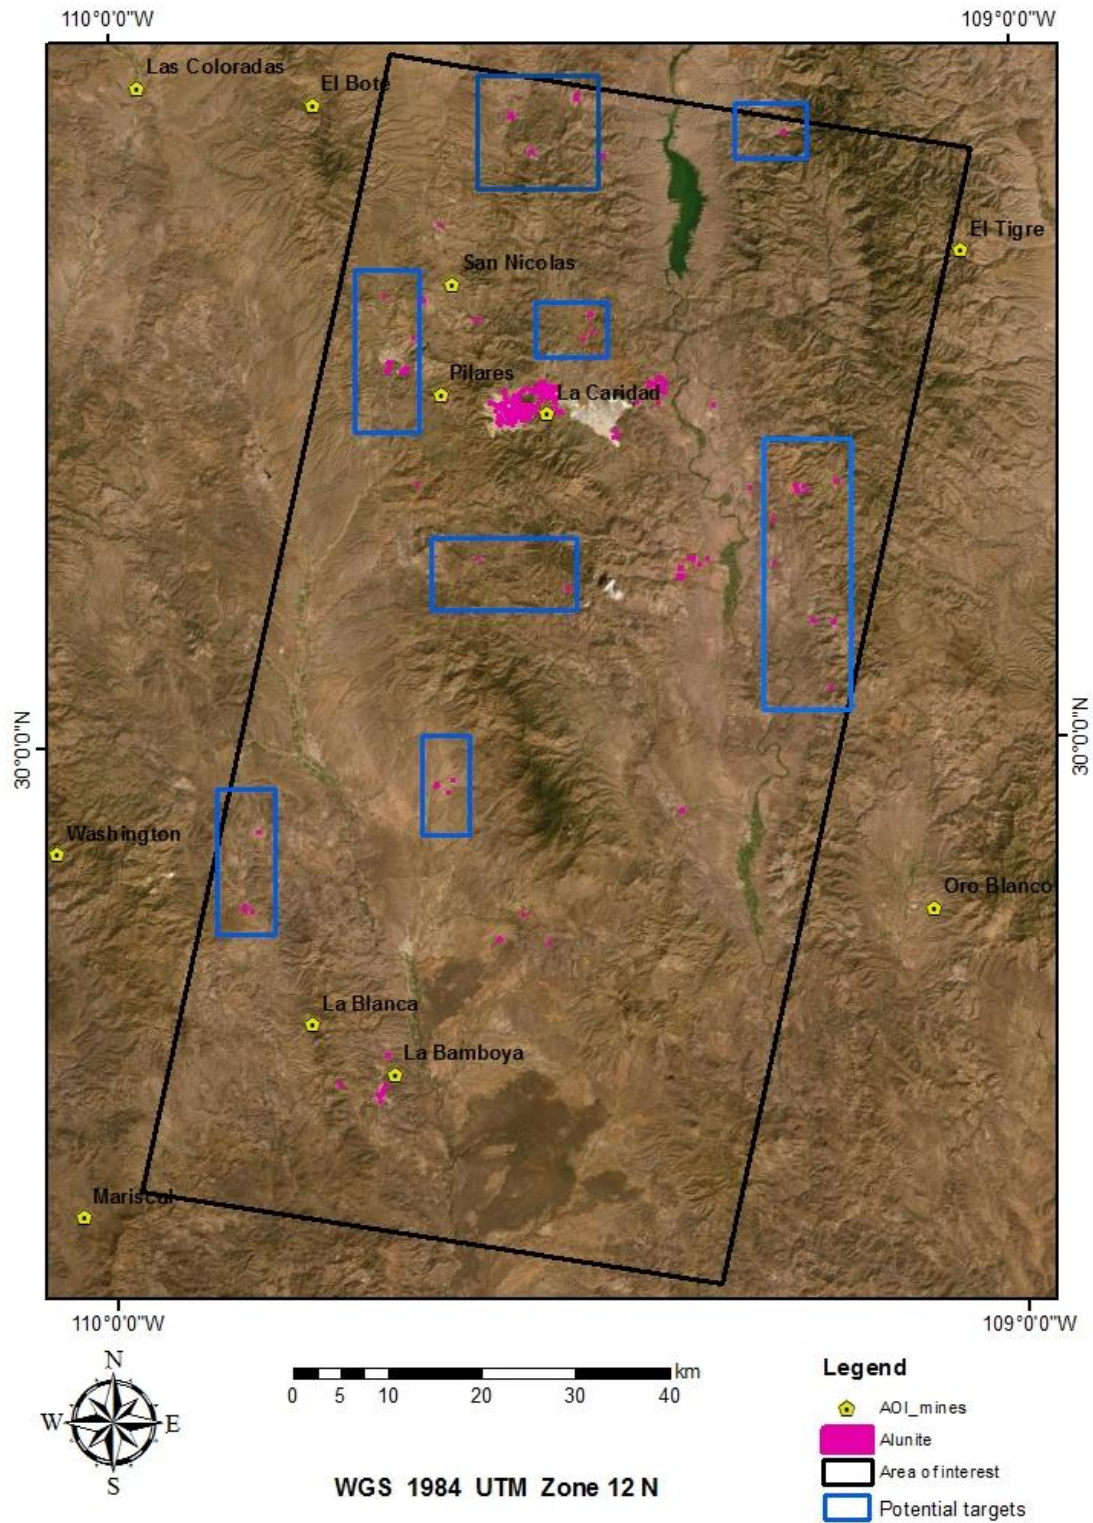 110°0'0"W 109°0'0"W
Las Coloradas
El Bote
El Tigre
San Nicolas
Pilares
La Caridad
30°0'0"N 30°0'0"N
Washington
Oro Blanco
La Blanca
La Bamboya
Mariscal
110°0'0"W 109°0'0"W
N
W E
S
km
0 5 10 20 30 40
WGS 1984 UTM Zone 12 N
Legend
AOI_mines
Alunite
Area of interest
Potential targets